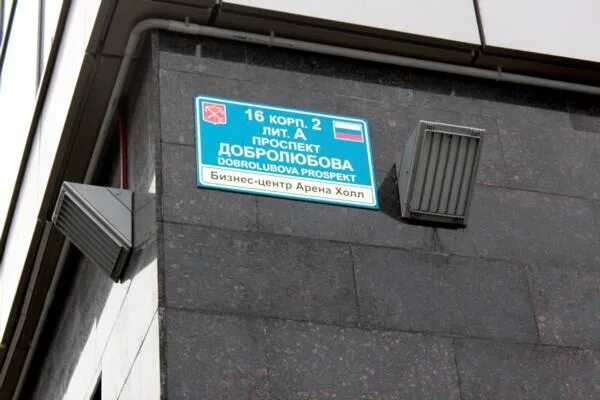 16 КОРП. 2
ЛИТ. А
ПРОСПЕКТ
ДОБРОЛЮБОВА
DOBROLUBOVA PROSPEKT
Бизнес-центр Арена Холл